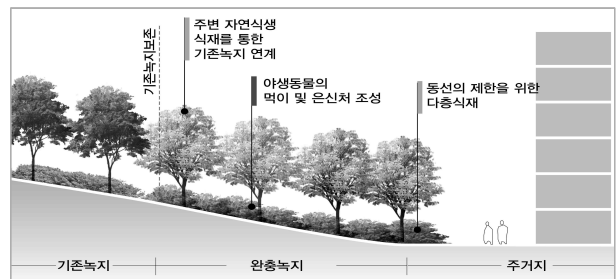 주변 자연식생
식재를 통한
기존녹지 연계
기존녹지보존
야생동물의
먹이 및 은신처 조성
동선의 제한을 위한
다층식재
기존녹지
완충녹지
주거지